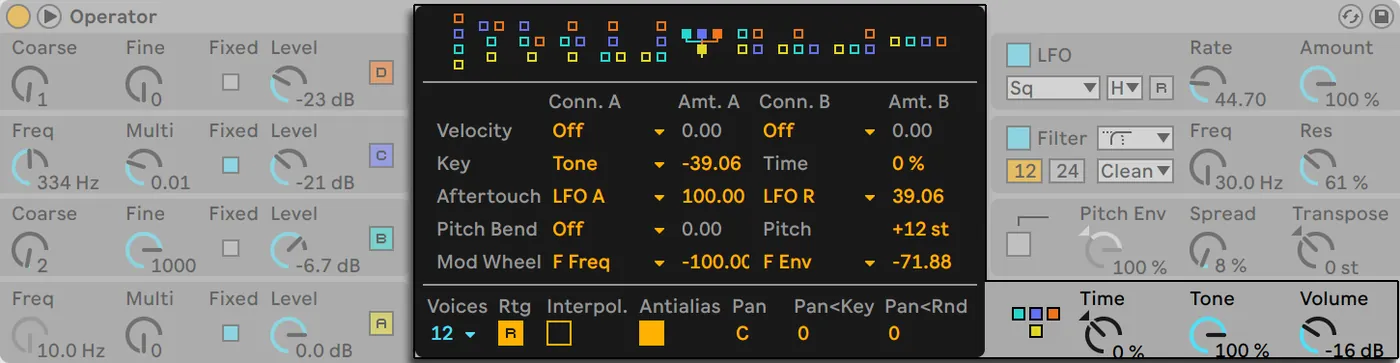 Operator
Coarse Fine Fixed Level
1 0 -23 dB D
Freq Multi Fixed Level
334 Hz 0.01 -21 dB C
Coarse Fine Fixed Level
2 1000 -6.7 dB B
Freq Multi Fixed Level
10.0 Hz 0 0.0 dB A
Conn. A Amt. A Conn. B Amt. B
Velocity Off 0.00 Off 0.00
Key Tone -39.06 Time 0 %
Aftertouch LFO A 100.00 LFO R 39.06
Pitch Bend Off 0.00 Pitch +12 st
Mod Wheel F Freq -100.00 F Env -71.88
Voices Rtg Interpol. Antialias Pan Pan<Key Pan<Rnd
12 R C 0 0
LFO Rate Amount
Sq H R 44.70 100 %
Filter Freq Res
12 24 Clean 30.0 Hz 61 %
Pitch Env Spread Transpose
100 % 8 % 0 st
Time Tone Volume
0 % 100 % -16 dB